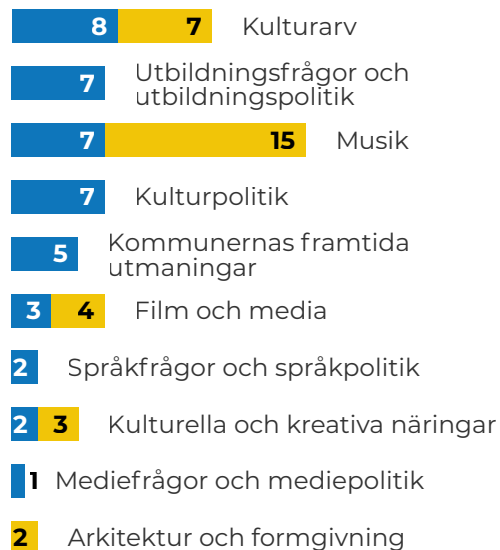 8 7 Kulturarv
7 Utbildningsfrågor och
utbildningspolitik
7 15 Musik
7 Kulturpolitik
5 Kommunernas framtida
utmaningar
3 4 Film och media
2 Språkfrågor och språkpolitik
2 3 Kulturella och kreativa näringar
1 Mediefrågor och mediepolitik
2 Arkitektur och formgivning